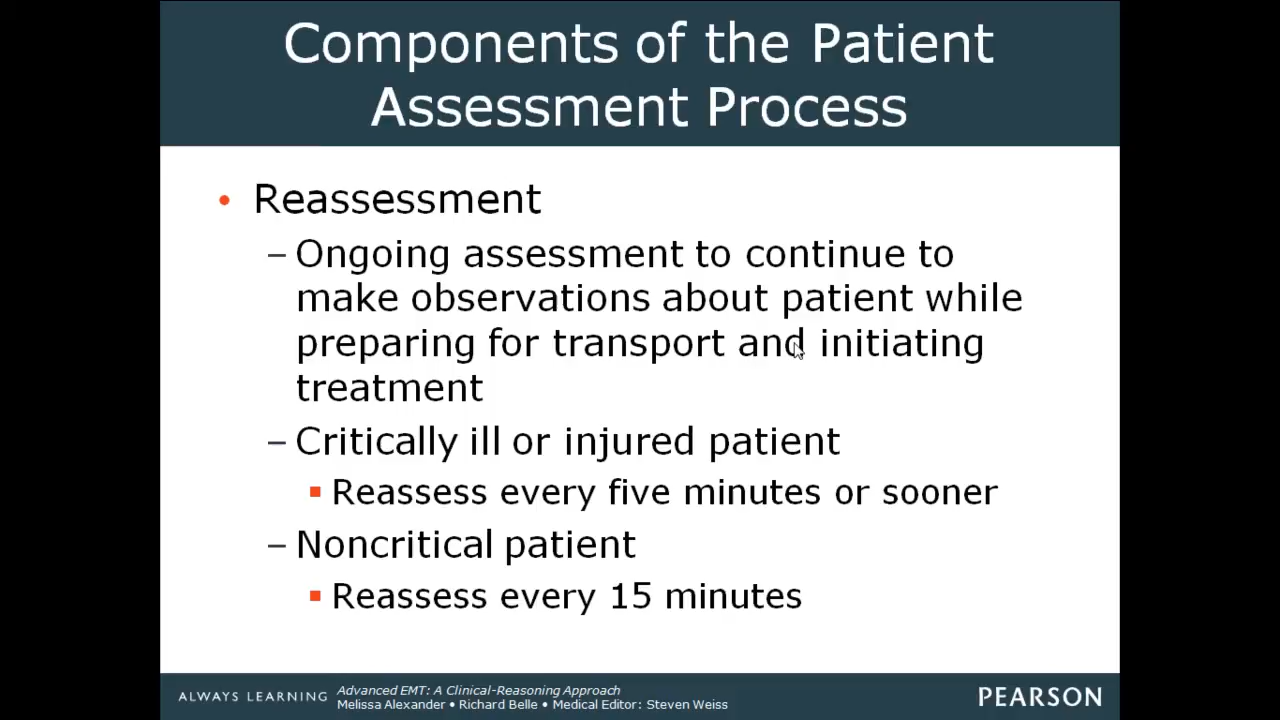 Components of the Patient
Assessment Process
• Reassessment
– Ongoing assessment to continue to
make observations about patient while
preparing for transport and initiating
treatment
– Critically ill or injured patient
▪ Reassess every five minutes or sooner
– Noncritical patient
▪ Reassess every 15 minutes
ALWAYS LEARNING
Advanced EMT: A Clinical-Reasoning Approach
Melissa Alexander • Richard Belle • Medical Editor: Steven Weiss
PEARSON